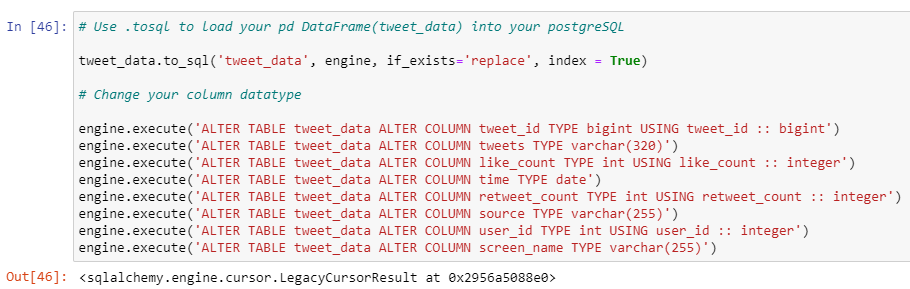 In [46]: # Use .tosql to load your pd DataFrame(tweet_data) into your postgreSQL
tweet_data.to_sql('tweet_data', engine, if_exists='replace', index = True)
# Change your column datatype
engine.execute('ALTER TABLE tweet_data ALTER COLUMN tweet_id TYPE bigint USING tweet_id :: bigint')
engine.execute('ALTER TABLE tweet_data ALTER COLUMN tweets TYPE varchar(320)')
engine.execute('ALTER TABLE tweet_data ALTER COLUMN like_count TYPE int USING like_count :: integer')
engine.execute('ALTER TABLE tweet_data ALTER COLUMN time TYPE date')
engine.execute('ALTER TABLE tweet_data ALTER COLUMN retweet_count TYPE int USING retweet_count :: integer')
engine.execute('ALTER TABLE tweet_data ALTER COLUMN source TYPE varchar(255)')
engine.execute('ALTER TABLE tweet_data ALTER COLUMN user_id TYPE int USING user_id :: integer')
engine.execute('ALTER TABLE tweet_data ALTER COLUMN screen_name TYPE varchar(255)')
Out[46]: <sqlalchemy.engine.cursor.LegacyCursorResult at 0x2956a5088e0>